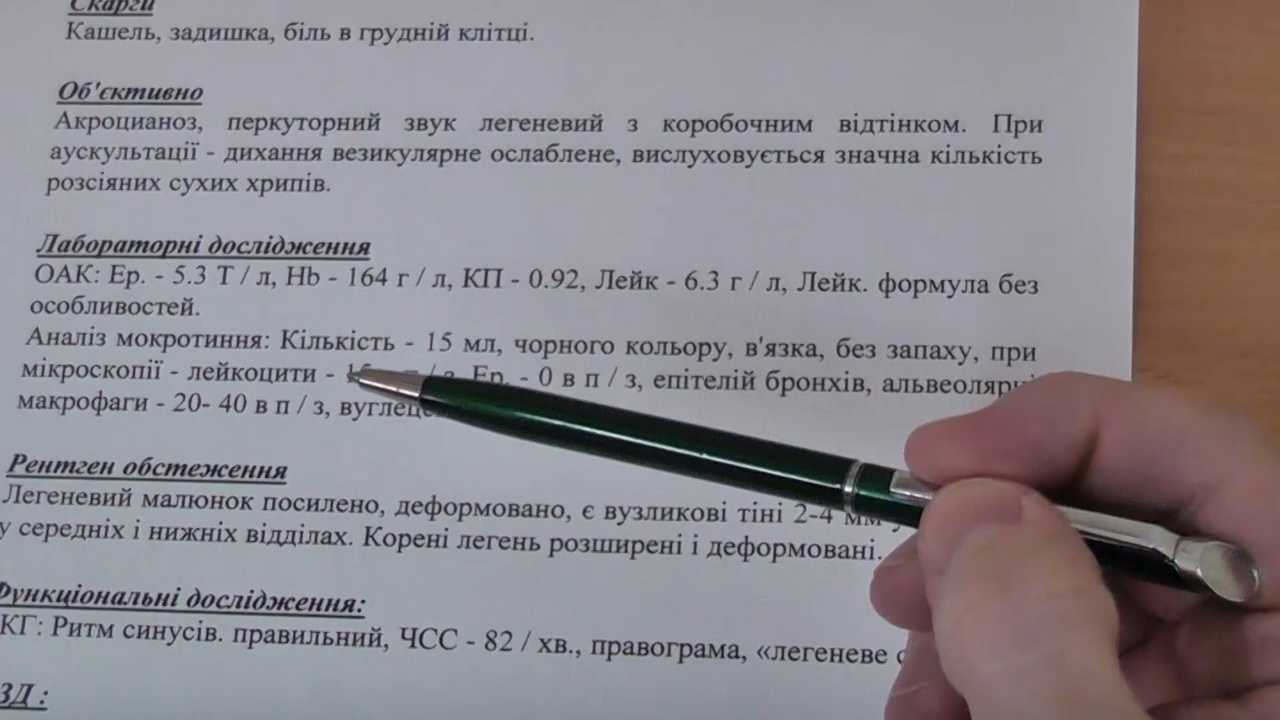 Скарги
Кашель, задишка, біль в грудній клітці.
Об'єктивно
Акроцианоз, перкуторний звук легеневий з коробочним відтінком. При
аускультації - дихання везикулярне ослаблене, вислуховується значна кількість
розсіяних сухих хрипів.
Лабораторні дослідження
ОАК: Ер. - 5.3 Т / л, Hb - 164 г / л, КП - 0.92, Лейк - 6.3 г / л, Лейк. формула без
особливостей.
Аналіз мокротиння: Кількість - 15 мл, чорного кольору, в'язка, без запаху, при
мікроскопії - лейкоцити - Ер. - 0 в п / з, епітелій бронхів, альвеолярні
макрофаги - 20- 40 в п / з,
Рентген обстеження
Легеневий малюнок посилено, деформовано, є вузликові тіні 2-4 мм
у середніх і нижніх відділах. Корені легень розширені і деформовані.
Функціональні дослідження:
КГ: Ритм синусів. правильний, ЧСС - 82 / хв., правограма, «легеневе
ЗД :